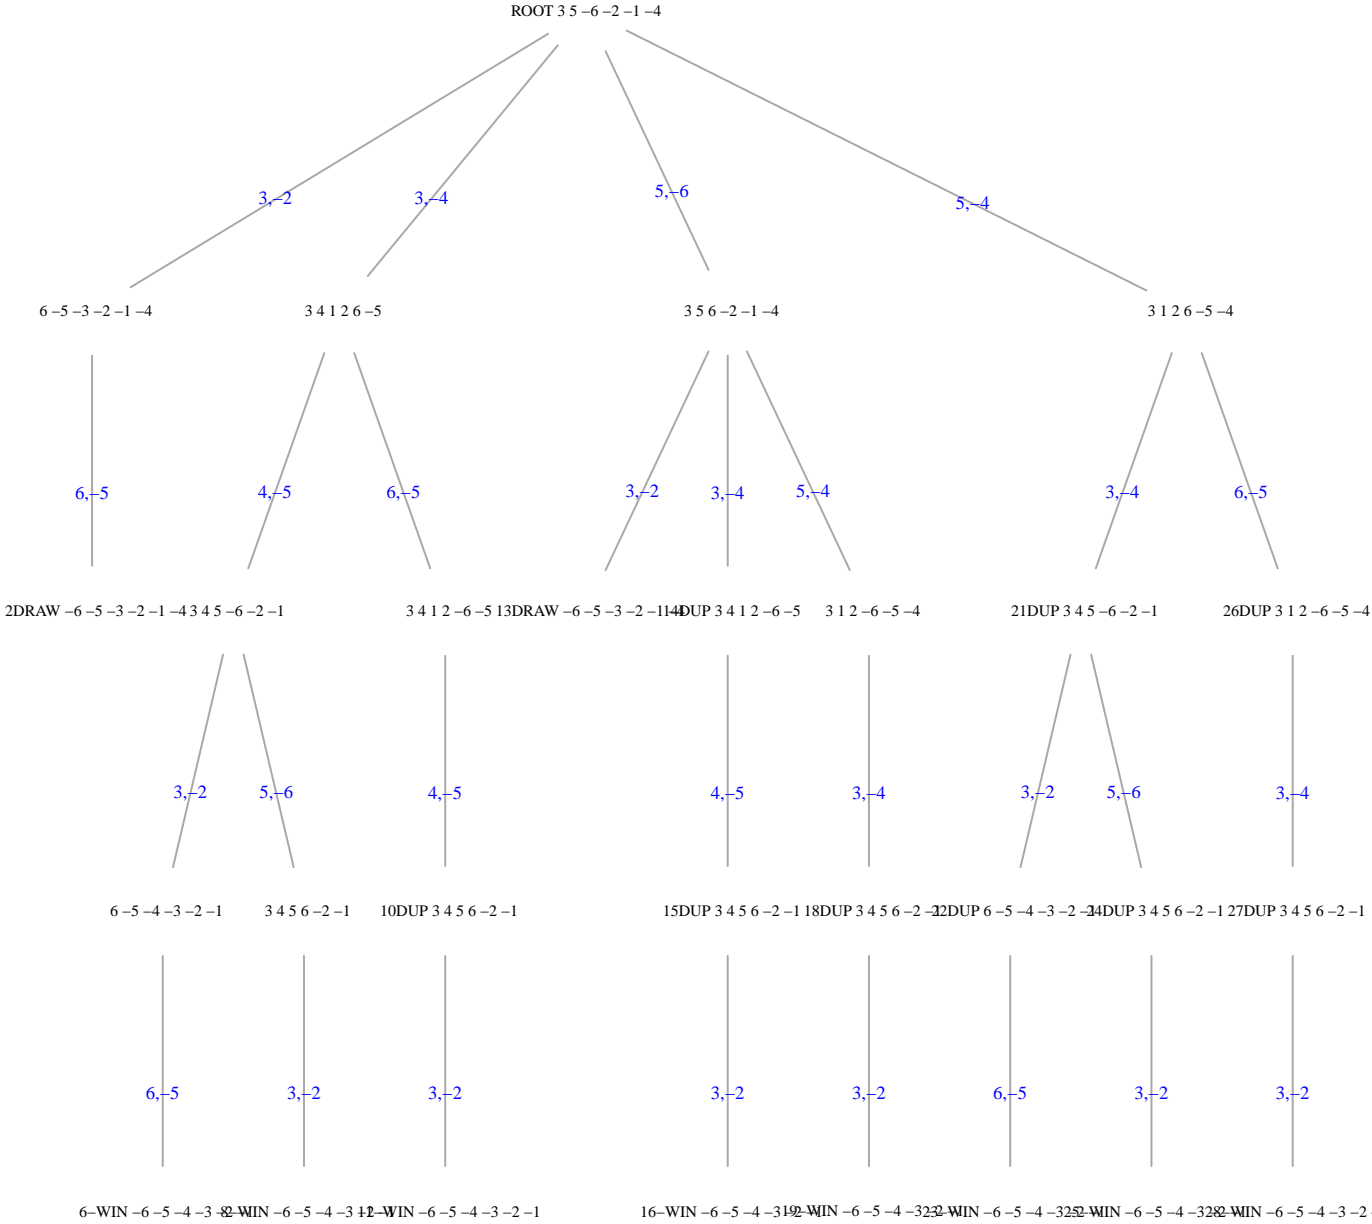 ROOT 3 5 –6 –2 –1 –4
3,–2 3,–4 5,–6 5,–4
6 –5 –3 –2 –1 –4 3 4 1 2 6 –5 3 5 6 –2 –1 –4 3 1 2 6 –5 –4
6,–5 4,–5 6,–5 3,–2 3,–4 5,–4 3,–4 6,–5
2DRAW –6 –5 –3 –2 –1 –4 3 4 5 –6 –2 –1 3 4 1 2 –6 –5 13DRAW –6 –5 –3 –2 –1 –4 14DUP 3 4 1 2 –6 –5 3 1 2 –6 –5 –4 21DUP 3 4 5 –6 –2 –1 26DUP 3 1 2 –6 –5 –4
3,–2 5,–6 4,–5 4,–5 3,–4 3,–2 5,–6 3,–4
6 –5 –4 –3 –2 –1 3 4 5 6 –2 –1 10DUP 3 4 5 6 –2 –1 15DUP 3 4 5 6 –2 –1 18DUP 3 4 5 6 –2 –1 22DUP 6 –5 –4 –3 –2 –1 24DUP 3 4 5 6 –2 –1 27DUP 3 4 5 6 –2 –1
6,–5 3,–2 3,–2 3,–2 3,–2 6,–5 3,–2 3,–2
6–WIN –6 –5 –4 –3 WIN –6 –5 –4 –3 WIN –6 –5 –4 –3 –2 –1 16–WIN –6 –5 –4 –3 19–WIN –6 –5 –4 –3 –WIN –6 –5 –4 –3 WIN –6 –5 –4 –3 WIN –6 –5 –4 –3 –2